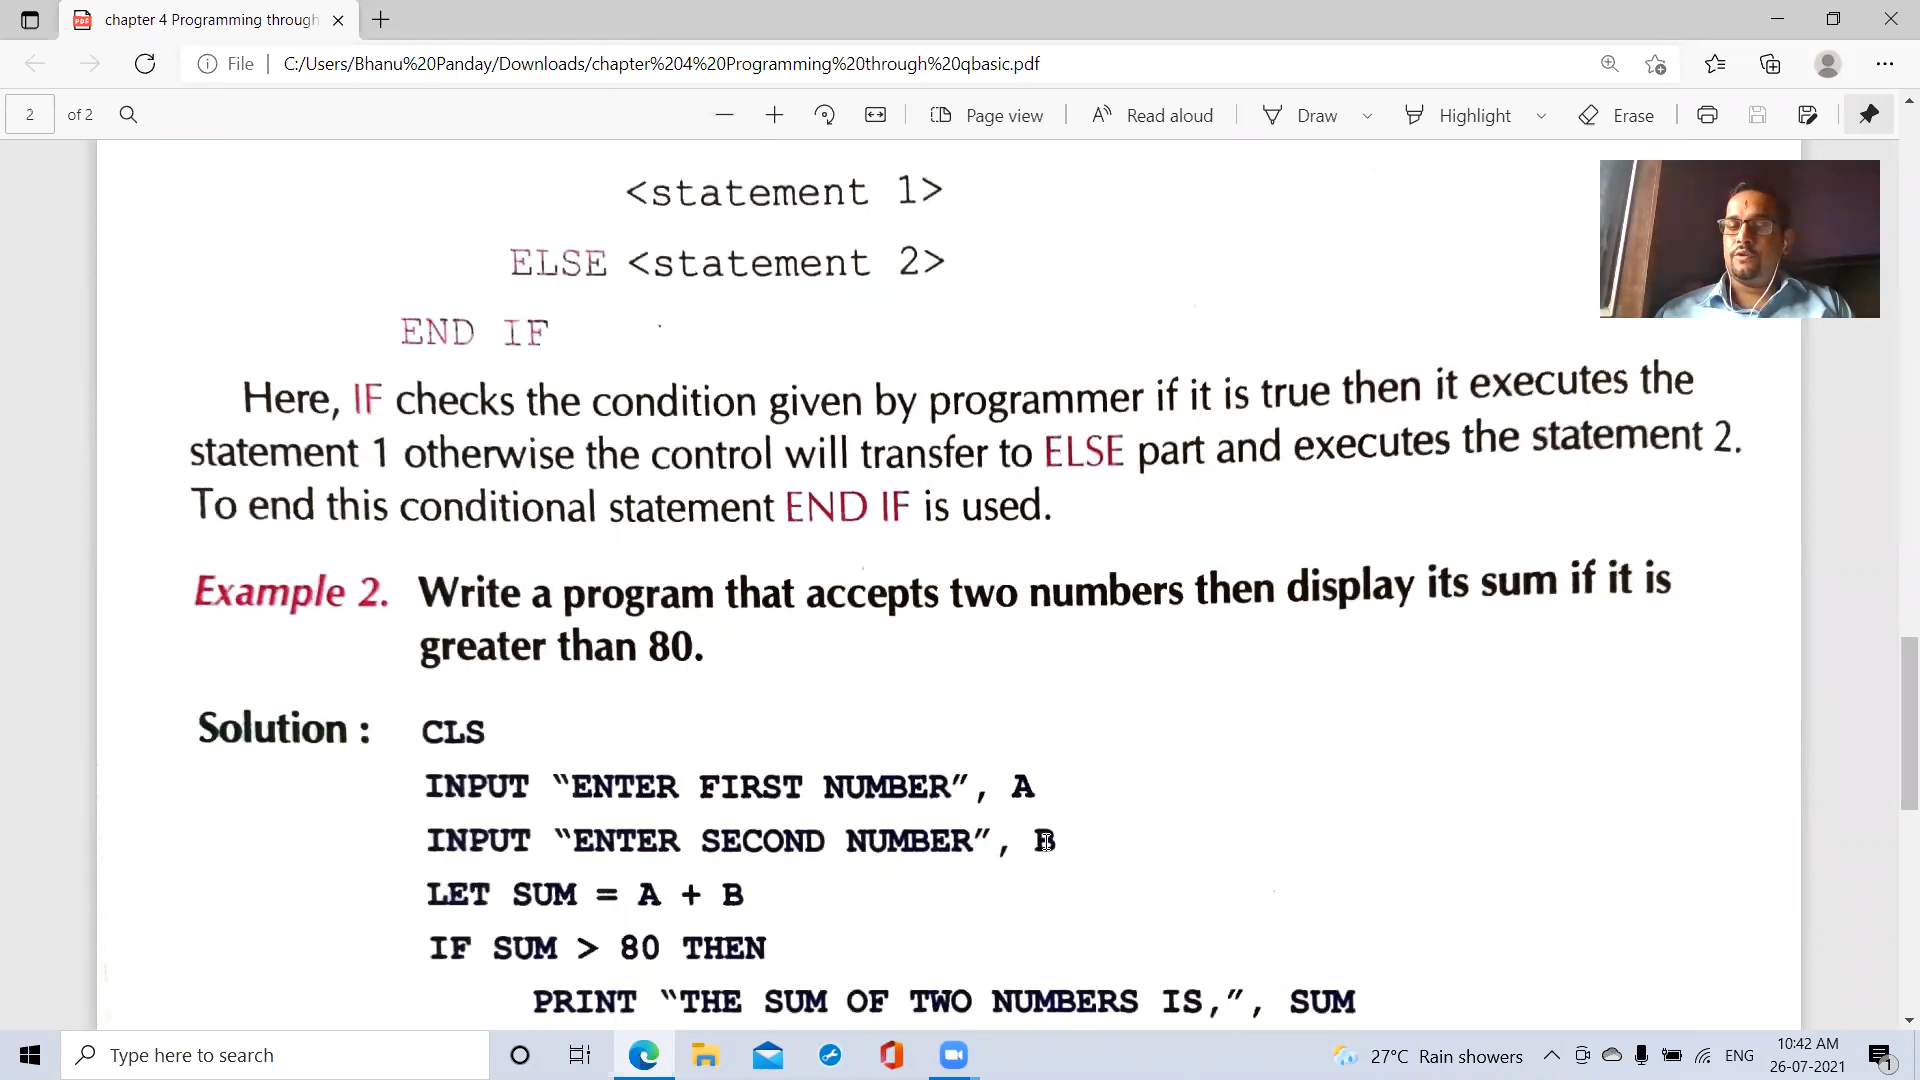 chapter 4 Programming through
File
C:/Users/Bhanu%20Panday/Downloads/chapter%204%20Programming%20through%20qbasic.pdf
2 of 2
Page view
Read aloud
Draw
Highlight
Erase
<statement 1>
ELSE <statement 2>
END IF
Here, IF checks the condition given by programmer if it is true then it executes the
statement 1 otherwise the control will transfer to ELSE part and executes the statement 2.
To end this conditional statement END IF is used.
Example 2. Write a program that accepts two numbers then display its sum if it is
greater than 80.
Solution : CLS
INPUT “ENTER FIRST NUMBER”, A
INPUT “ENTER SECOND NUMBER”, B
LET SUM = A + B
IF SUM > 80 THEN
PRINT “THE SUM OF TWO NUMBERS IS,”, SUM
Type here to search
27°C Rain showers
ENG
10:42 AM
26-07-2021
1